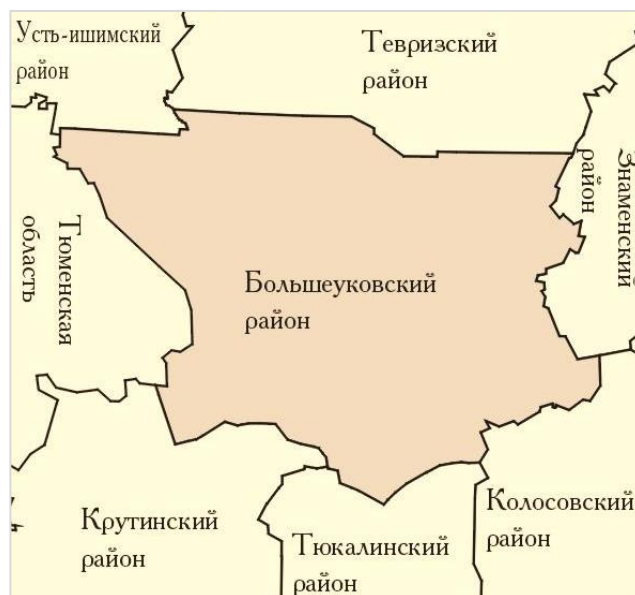 Усть-ишимский
район
Тевризский
район
Знаменский
район
Тюменская
область
Большеуковский
район
Крутинский
район
Тюкалинский
район
Колосовский
район